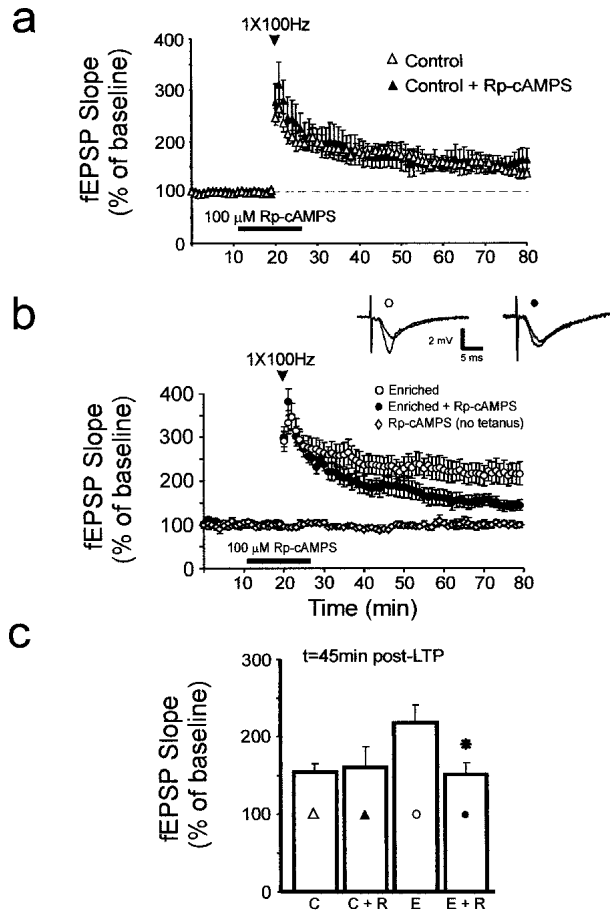 a
1X100Hz
△ Control
▲ Control + Rp-cAMPS
fEPSP Slope
(% of baseline)
400
300
200
100
0
100 μM Rp-cAMPS
10 20 30 40 50 60 70 80
b
2 mV
5 ms
1X100Hz
Enriched
Enriched + Rp-cAMPS
Rp-cAMPS (no tetanus)
fEPSP Slope
(% of baseline)
400
300
200
100
0
100 μM Rp-cAMPS
0 10 20 30 40 50 60 70 80
Time (min)
c
t=45min post-LTP
fEPSP Slope
(% of baseline)
300
200
100
0
*
C C + R E E + R